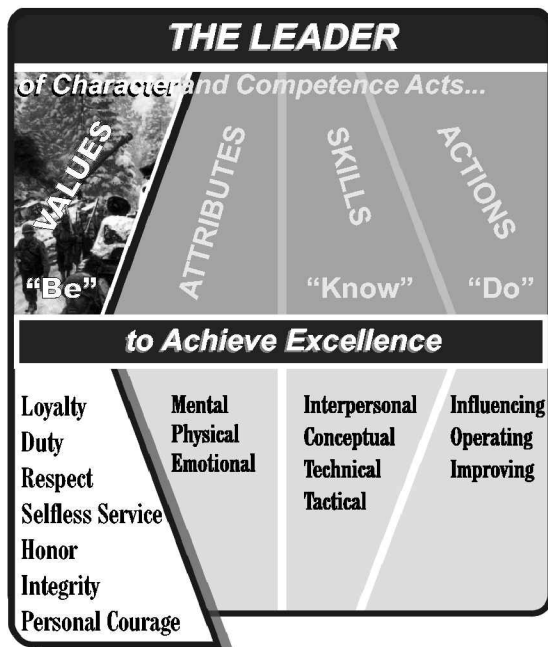 THE LEADER
of Character and Competence Acts...
VALUES
ATTRIBUTES
SKILLS
ACTIONS
"Be"
"Know"
"Do"
to Achieve Excellence
Loyalty
Duty
Respect
Selfless Service
Honor
Integrity
Personal Courage
Mental
Physical
Emotional
Interpersonal
Conceptual
Technical
Tactical
Influencing
Operating
Improving